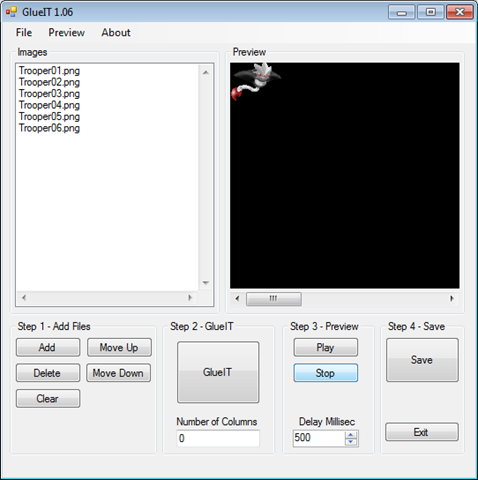 GlueIT 1.06
File Preview About
Images
Trooper01.png
Trooper02.png
Trooper03.png
Trooper04.png
Trooper05.png
Trooper06.png
Preview
Step 1 - Add Files
Add Move Up
Delete Move Down
Clear
Step 2 - GlueIT
GlueIT
Number of Columns
0
Step 3 - Preview
Play
Stop
Delay Millisec
500
Step 4 - Save
Save
Exit